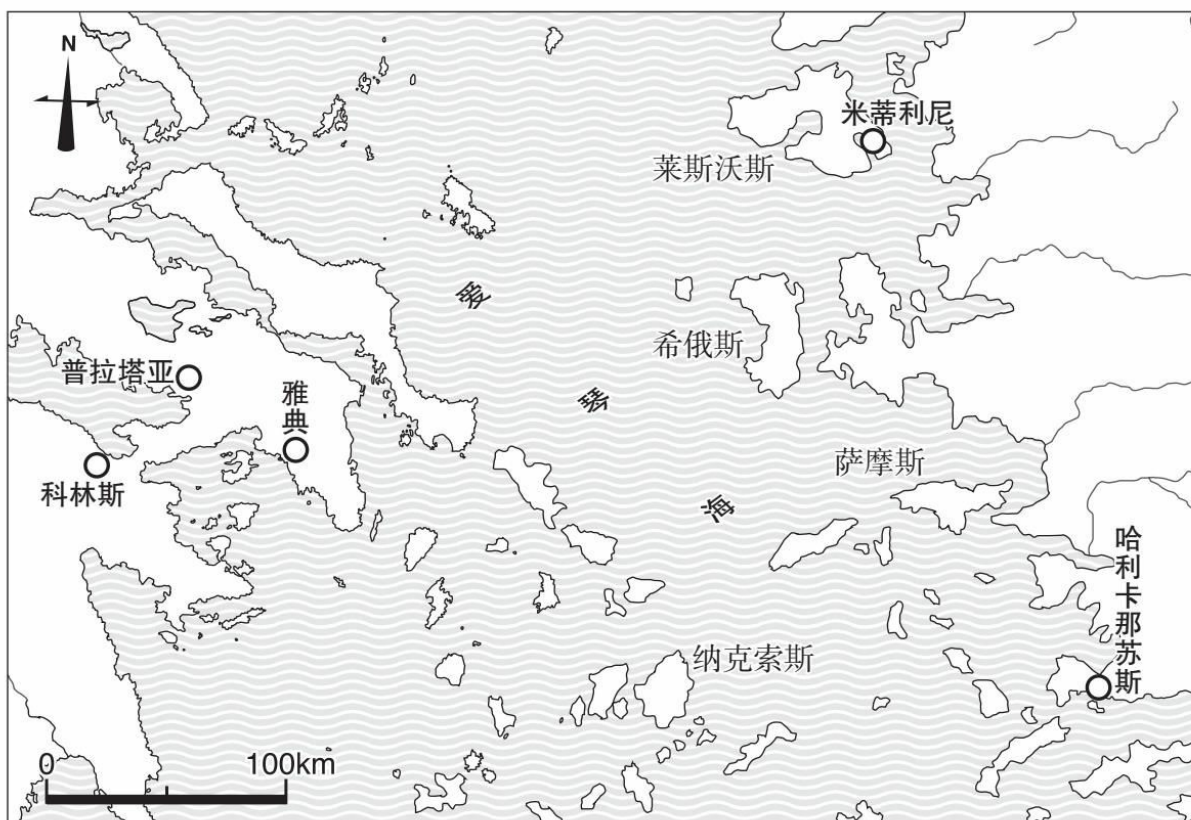 N
米蒂利尼
莱斯沃斯
爱琴海
希俄斯
普拉塔亚
雅典
科林斯
萨摩斯
哈利卡那苏斯
纳克索斯
0 100km